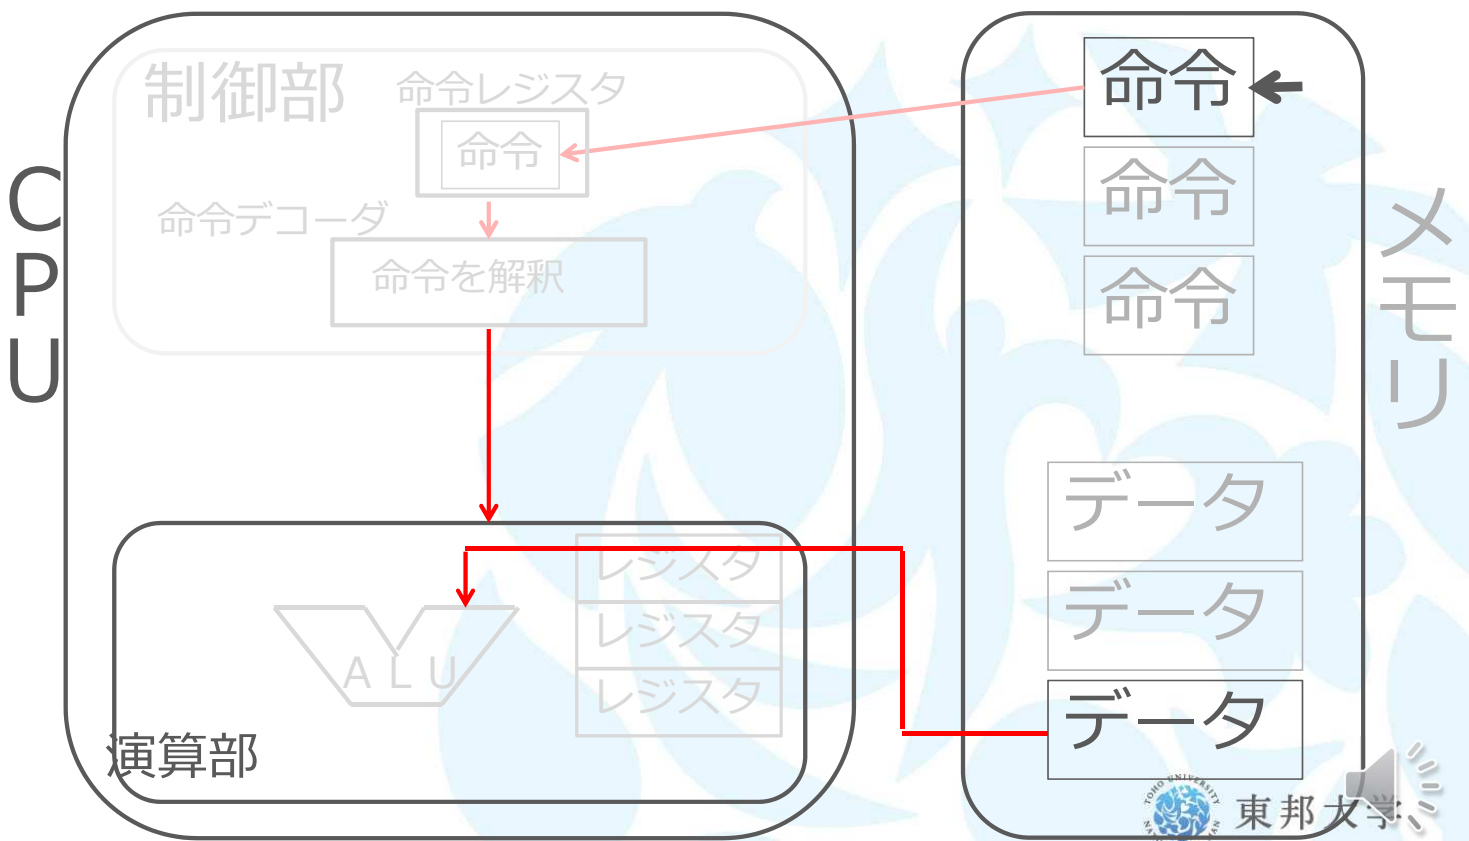 CPU
制御部
命令レジスタ
命令
命令デコーダ
命令を解釈
演算部
ALU
レジスタ
レジスタ
レジスタ
メモリ
命令
命令
命令
データ
データ
データ
TOHO UNIVERSITY
東邦大学